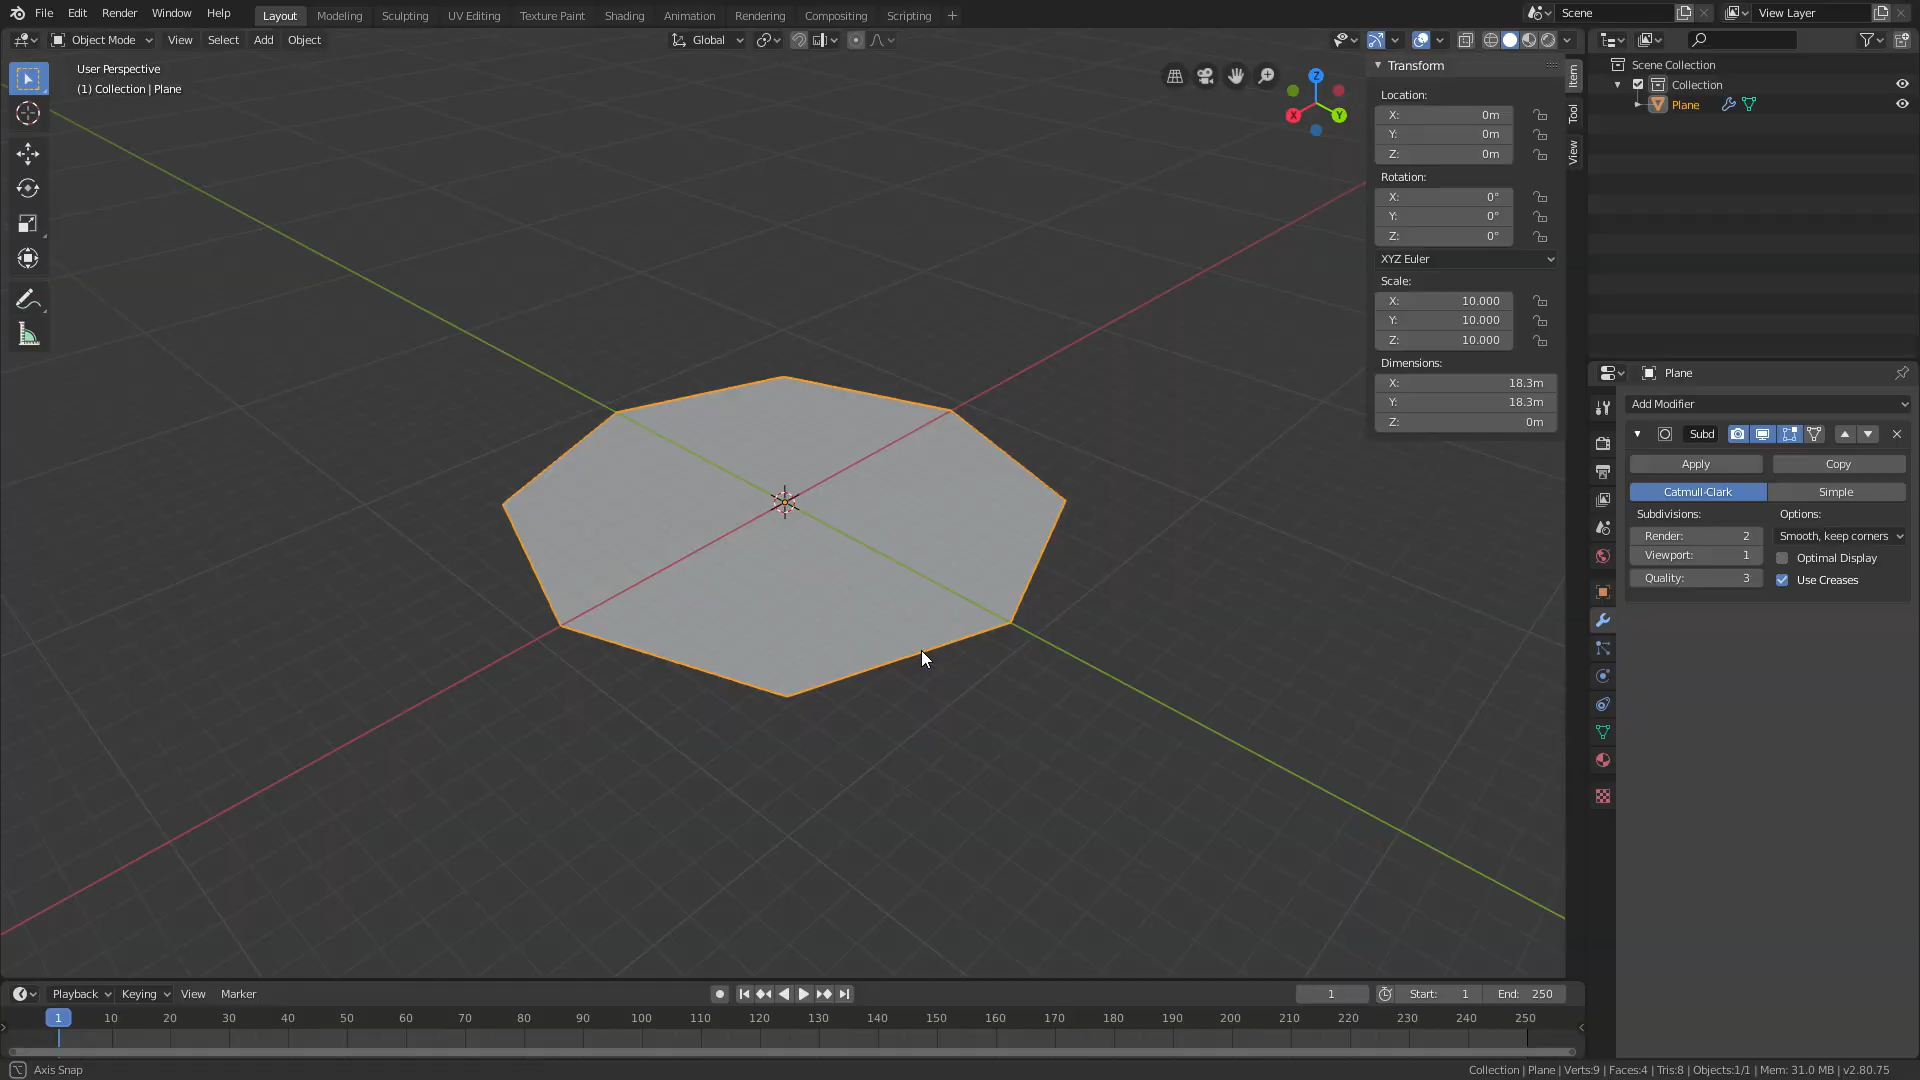 File Edit Render Window Help Layout Modeling Sculpting UV Editing Texture Paint Shading Animation Rendering Compositing Scripting + Scene View Layer
Object Mode View Select Add Object Global
User Perspective
(1) Collection | Plane
Z
X
Y
Transform
Location:
X: 0m
Y: 0m
Z: 0m
Rotation:
X: 0°
Y: 0°
Z: 0°
XYZ Euler
Scale:
X: 10.000
Y: 10.000
Z: 10.000
Dimensions:
X: 18.3m
Y: 18.3m
Z: 0m
Item
Tool
View
Scene Collection
Collection
Plane
Plane
Add Modifier
Subd
Apply Copy
Catmull-Clark Simple
Subdivisions: Options:
Render: 2 Smooth, keep corners
Viewport: 1 Optimal Display
Quality: 3 Use Creases
Playback Keying View Marker 1 Start: 1 End: 250
1 10 20 30 40 50 60 70 80 90 100 110 120 130 140 150 160 170 180 190 200 210 220 230 240 250
Axis Snap Collection | Plane | Verts:9 | Faces:4 | Tris:8 | Objects:1/1 | Mem: 31.0 MB | v2.80.75